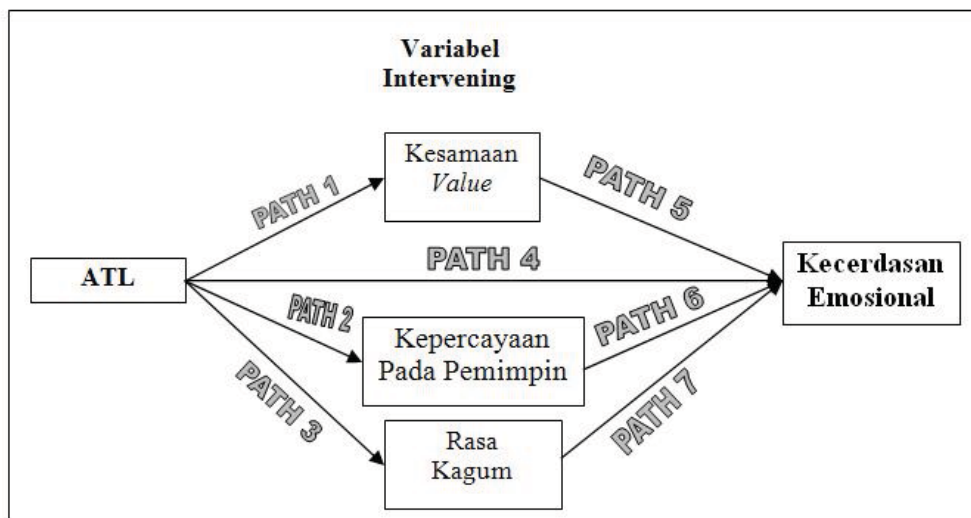 Variabel
Intervening
Kesamaan
Value
PATH 1
PATH 5
ATL
PATH 4
Kecerdasan
Emosional
PATH 2
Kepercayaan
Pada Pemimpin
PATH 6
PATH 3
Rasa
Kagum
PATH 7